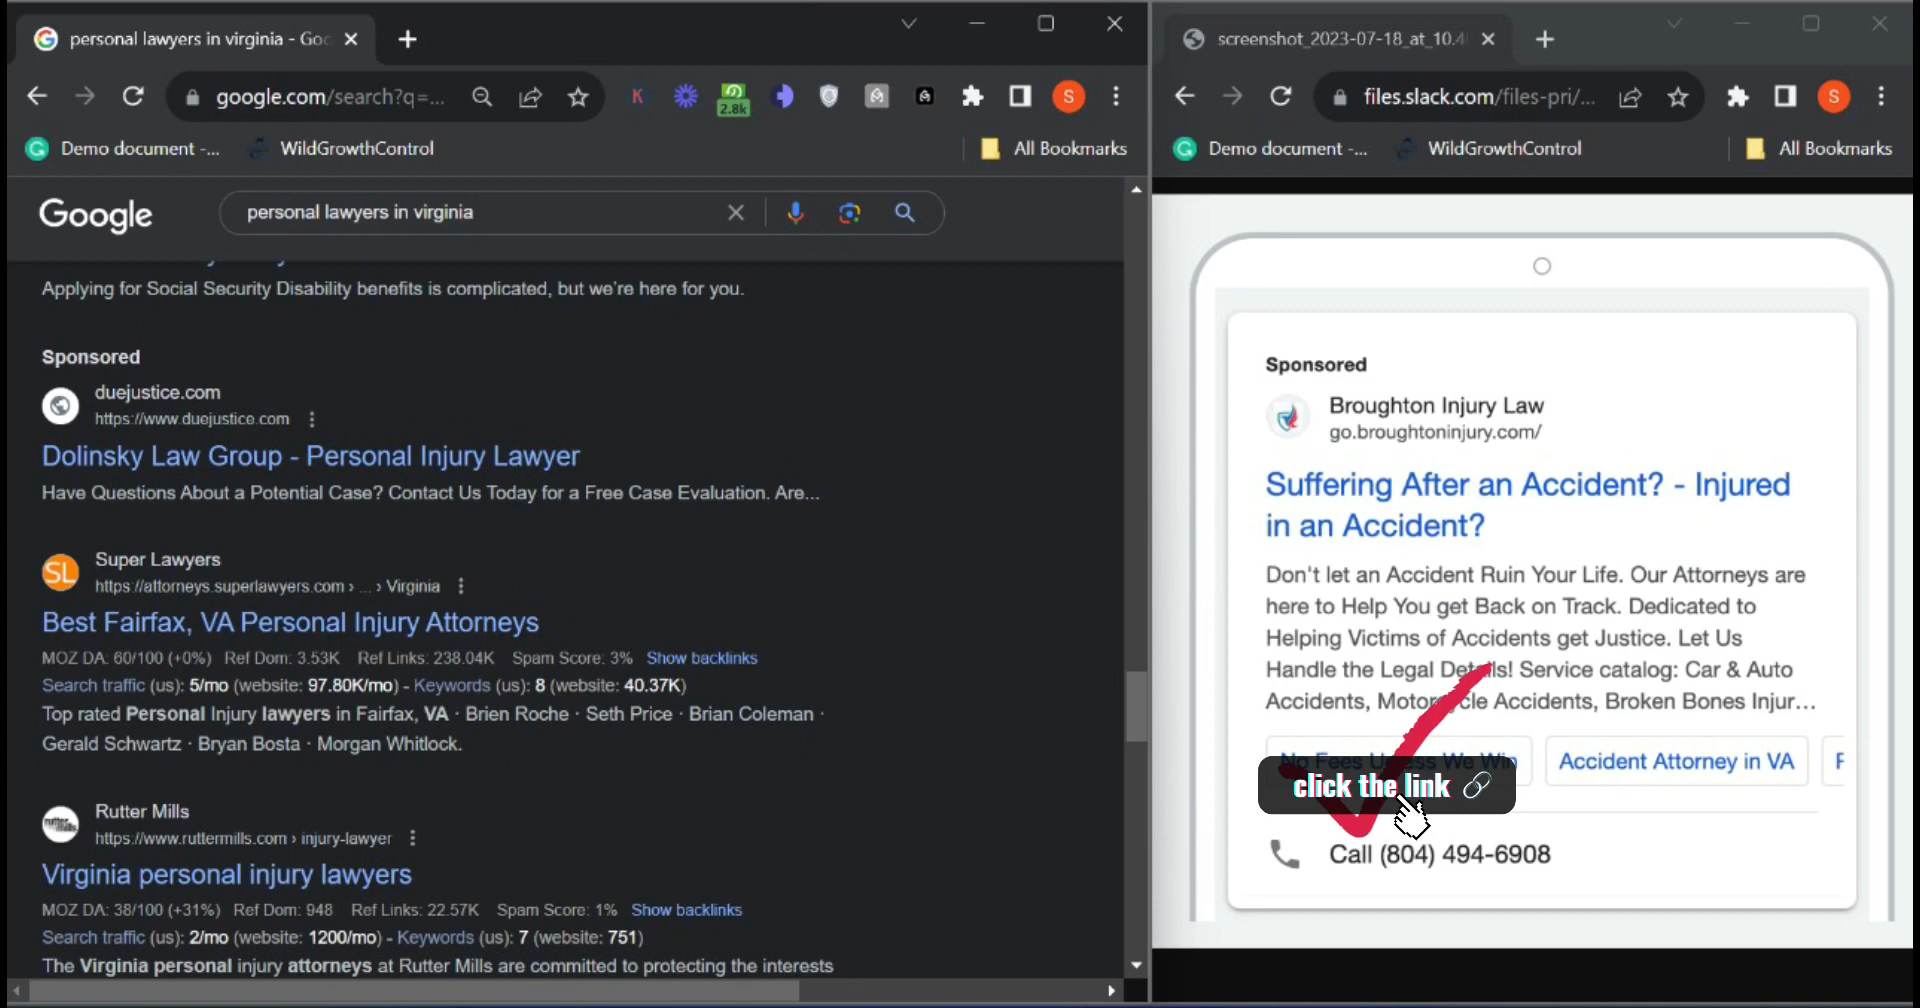 personal lawyers in virginia - Goo
google.com/search?q=...
K
2.8k
S
Demo document -...
WildGrowthControl
All Bookmarks
Google
personal lawyers in virginia
Applying for Social Security Disability benefits is complicated, but we're here for you.
Sponsored
duejustice.com
https://www.duejustice.com
Dolinsky Law Group - Personal Injury Lawyer
Have Questions About a Potential Case? Contact Us Today for a Free Case Evaluation. Are...
SL
Super Lawyers
https://attorneys.superlawyers.com › ... › Virginia
Best Fairfax, VA Personal Injury Attorneys
MOZ DA: 60/100 (+0%) Ref Dom: 3.53K Ref Links: 238.04K Spam Score: 3% Show backlinks
Search traffic (us): 5/mo (website: 97.80K/mo) - Keywords (us): 8 (website: 40.37K)
Top rated Personal Injury lawyers in Fairfax, VA · Brien Roche · Seth Price · Brian Coleman ·
Gerald Schwartz · Bryan Bosta · Morgan Whitlock.
Rutter Mills
https://www.ruttermills.com › injury-lawyer
Virginia personal injury lawyers
MOZ DA: 38/100 (+31%) Ref Dom: 948 Ref Links: 22.57K Spam Score: 1% Show backlinks
Search traffic (us): 2/mo (website: 1200/mo) - Keywords (us): 7 (website: 751)
The Virginia personal injury attorneys at Rutter Mills are committed to protecting the interests
screenshot_2023-07-18_at_10.4
files.slack.com/files-pri/...
S
Demo document -...
WildGrowthControl
All Bookmarks
Sponsored
Broughton Injury Law
go.broughtoninjury.com/
Suffering After an Accident? - Injured
in an Accident?
Don't let an Accident Ruin Your Life. Our Attorneys are
here to Help You get Back on Track. Dedicated to
Helping Victims of Accidents get Justice. Let Us
Handle the Legal Details! Service catalog: Car & Auto
Accidents, Motorcycle Accidents, Broken Bones Injur...
No Fees Unless We Win
Accident Attorney in VA
click the link
Call (804) 494-6908